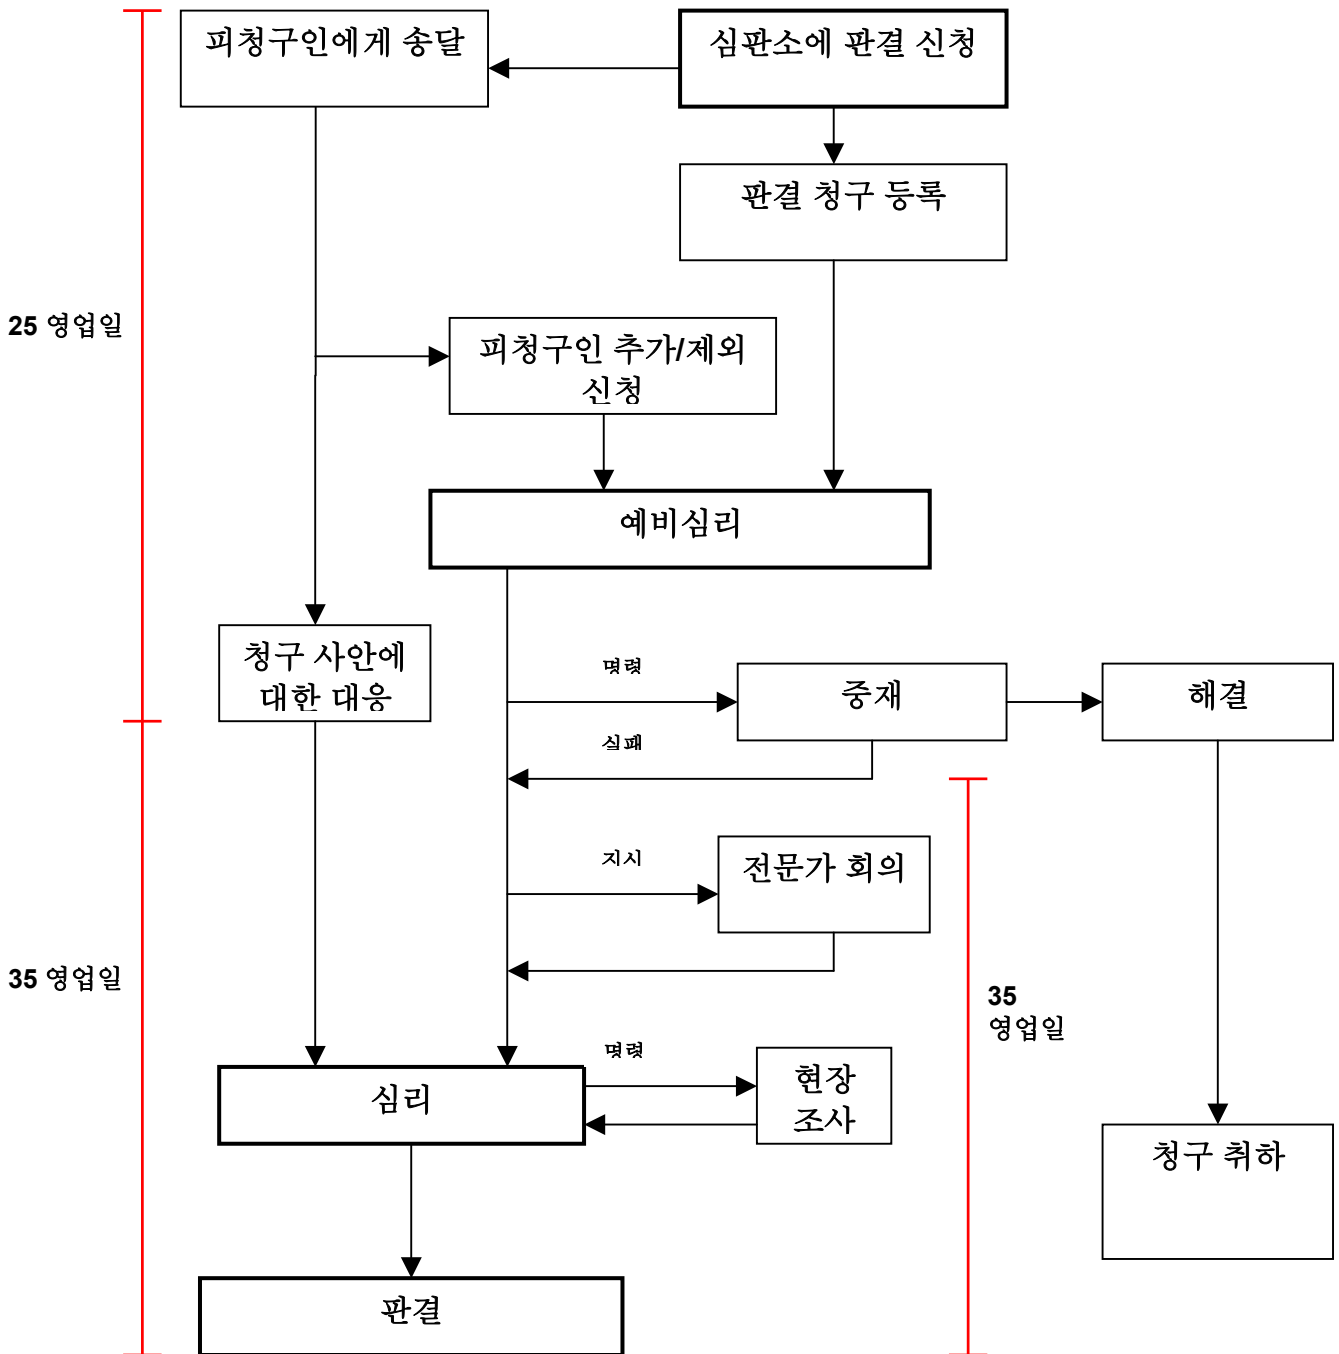 피청구인에게 송달
심판소에 판결 신청
판결 청구 등록
25 영업일
피청구인 추가/제외
신청
예비심리
청구 사안에
대한 대응
명령
중재
해결
실패
지시
전문가 회의
35 영업일
35
영업일
명령
심리
현장
조사
청구 취하
판결